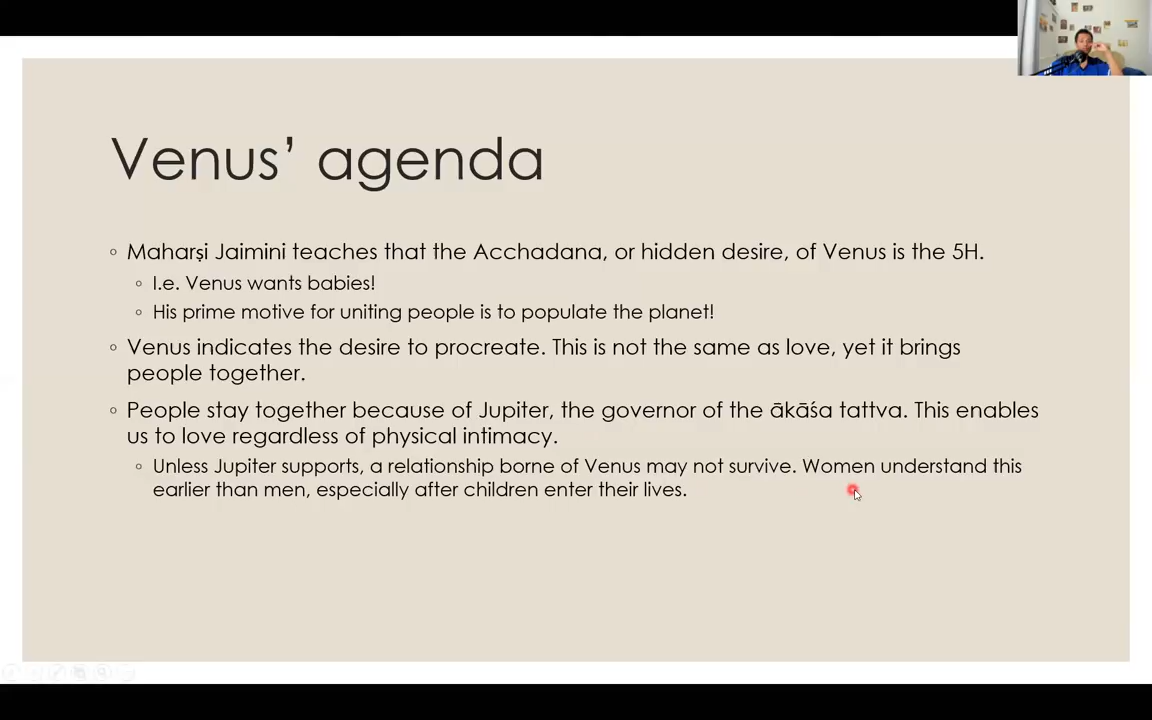 Venus’ agenda
Maharṣi Jaimini teaches that the Acchadana, or hidden desire, of Venus is the 5H.
I.e. Venus wants babies!
His prime motive for uniting people is to populate the planet!
Venus indicates the desire to procreate. This is not the same as love, yet it brings
people together.
People stay together because of Jupiter, the governor of the ākāśa tattva. This enables
us to love regardless of physical intimacy.
Unless Jupiter supports, a relationship borne of Venus may not survive. Women understand this
earlier than men, especially after children enter their lives.